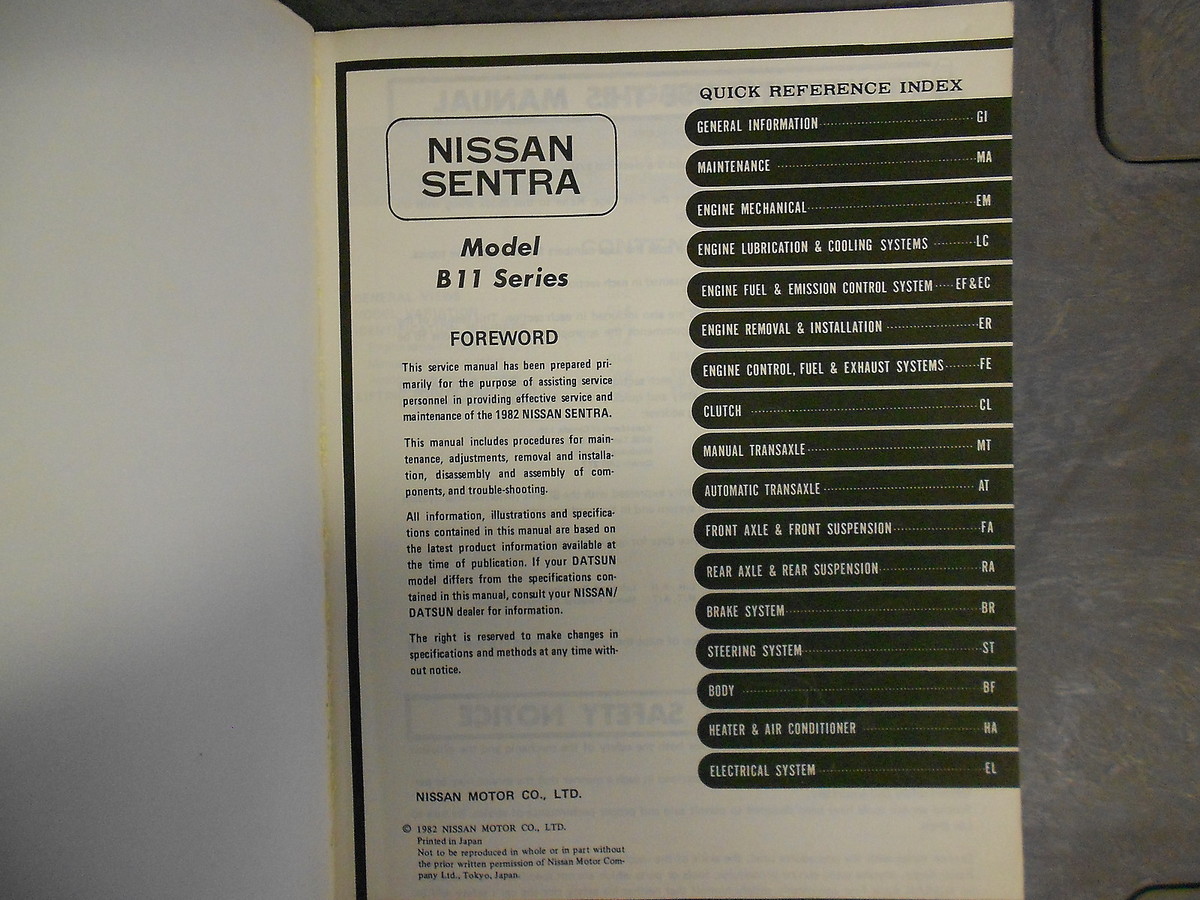 NISSAN
SENTRA
Model
B11 Series
FOREWORD
This service manual has been prepared pri-
marily for the purpose of assisting service
personnel in providing effective service and
maintenance of the 1982 NISSAN SENTRA.
This manual includes procedures for main-
tenance, adjustments, removal and installa-
tion, disassembly and assembly of com-
ponents, and trouble-shooting.
All information, illustrations and specifica-
tions contained in this manual are based on
the latest product information available at
the time of publication. If your DATSUN
model differs from the specifications con-
tained in this manual, consult your NISSAN/
DATSUN dealer for information.
The right is reserved to make changes in
specifications and methods at any time with-
out notice.
NISSAN MOTOR CO., LTD.
© 1982 NISSAN MOTOR CO., LTD.
Printed in Japan
Not to be reproduced in whole or in part without
the prior written permission of Nissan Motor Com-
pany Ltd., Tokyo, Japan.
QUICK REFERENCE INDEX
GENERAL INFORMATION GI
MAINTENANCE MA
ENGINE MECHANICAL EM
ENGINE LUBRICATION & COOLING SYSTEMS LC
ENGINE FUEL & EMISSION CONTROL SYSTEM EF&EC
ENGINE REMOVAL & INSTALLATION ER
ENGINE CONTROL, FUEL & EXHAUST SYSTEMS FE
CLUTCH CL
MANUAL TRANSAXLE MT
AUTOMATIC TRANSAXLE AT
FRONT AXLE & FRONT SUSPENSION FA
REAR AXLE & REAR SUSPENSION RA
BRAKE SYSTEM BR
STEERING SYSTEM ST
BODY BF
HEATER & AIR CONDITIONER HA
ELECTRICAL SYSTEM EL